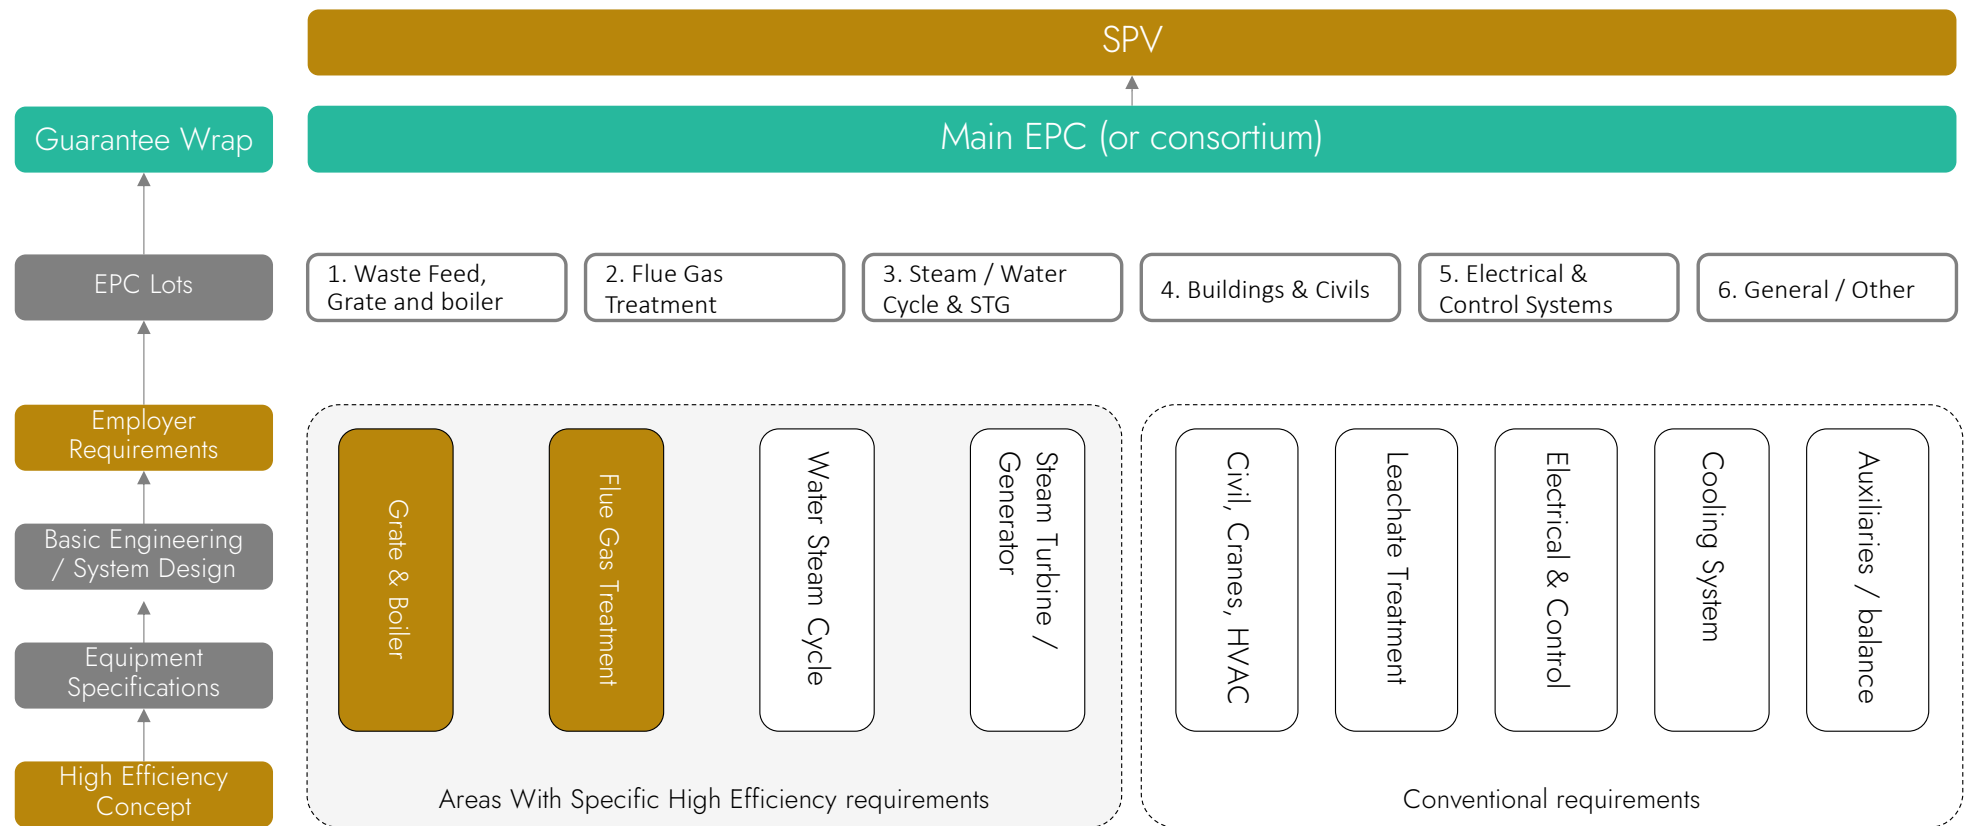 SPV
Guarantee Wrap
Main EPC (or consortium)
EPC Lots
1. Waste Feed,
Grate and boiler
2. Flue Gas
Treatment
3. Steam / Water
Cycle & STG
4. Buildings & Civils
5. Electrical &
Control Systems
6. General / Other
Employer
Requirements
Basic Engineering
/ System Design
Equipment
Specifications
High Efficiency
Concept
Grate & Boiler
Flue Gas Treatment
Water Steam Cycle
Steam Turbine /
Generator
Civil, Cranes, HVAC
Leachate Treatment
Electrical & Control
Cooling System
Auxiliaries / balance
Areas With Specific High Efficiency requirements
Conventional requirements